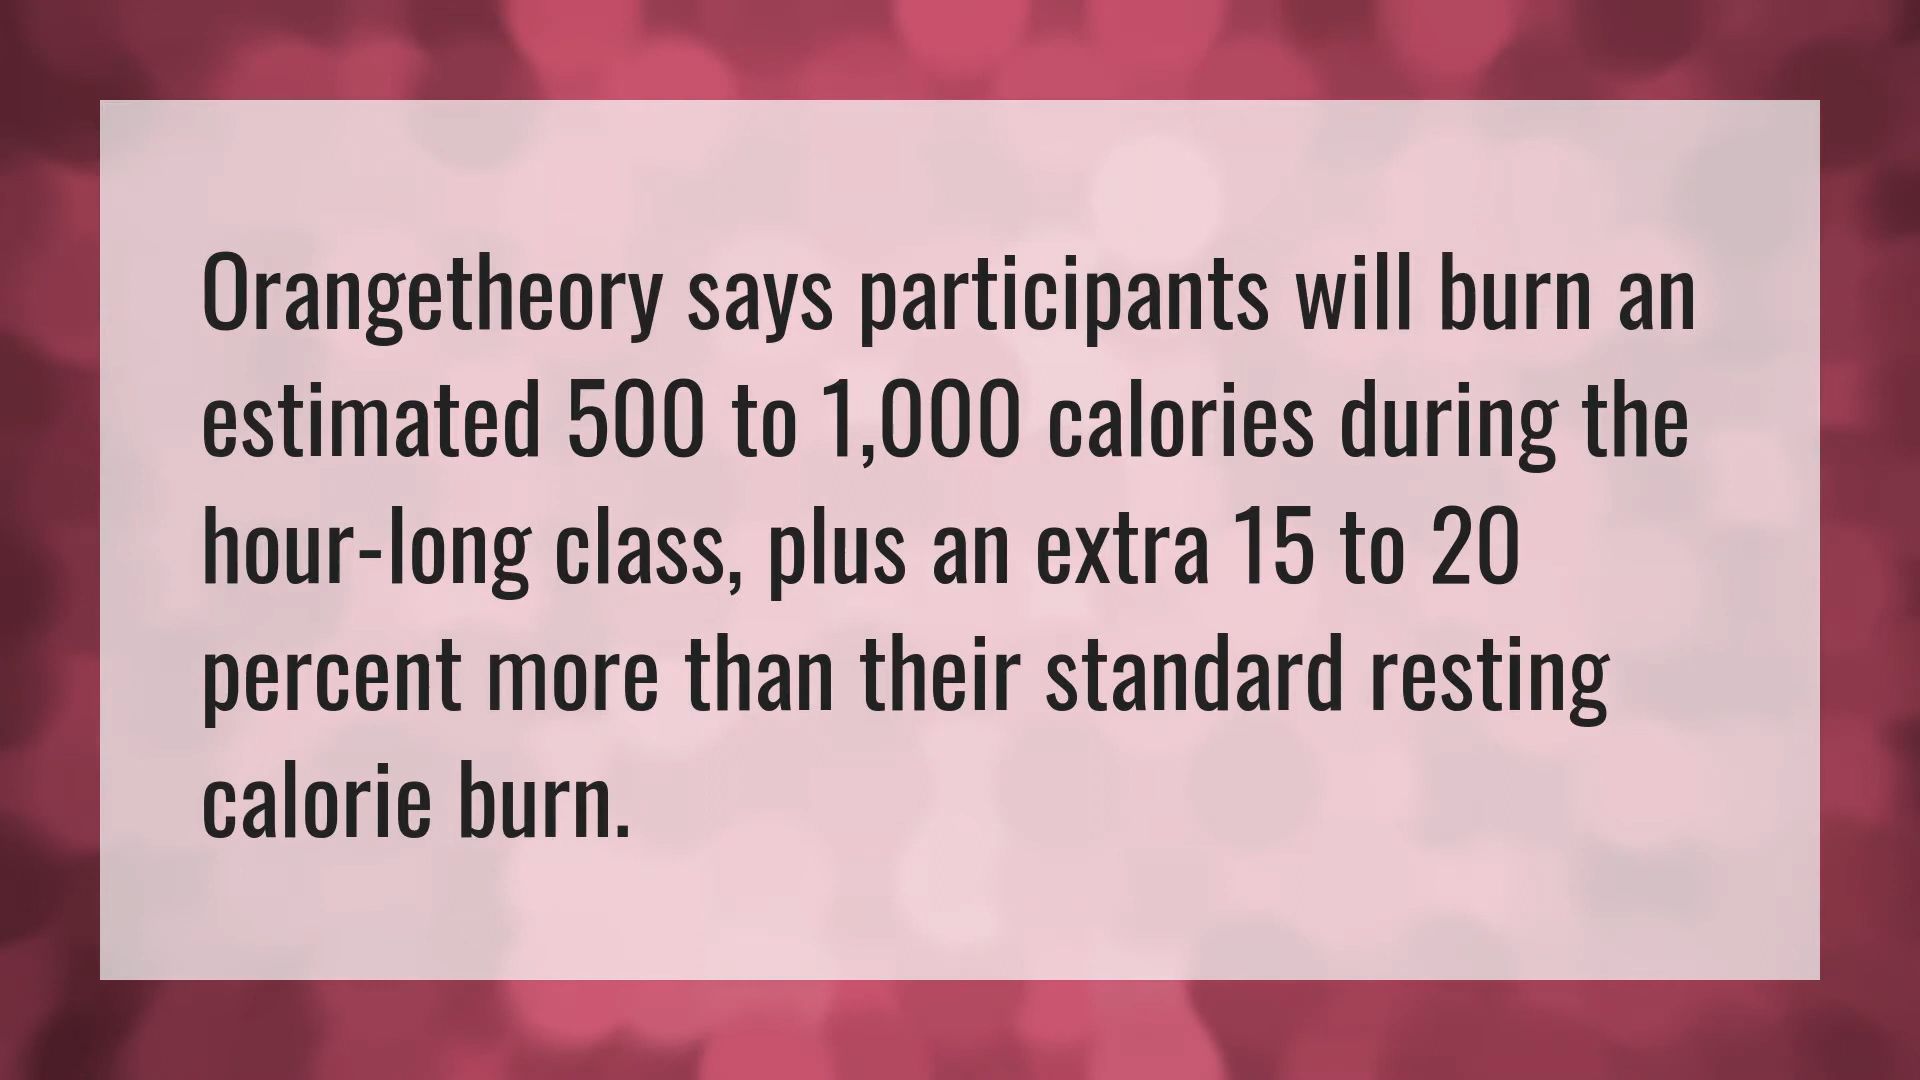 Orangetheory says participants will burn an
estimated 500 to 1,000 calories during the
hour-long class, plus an extra 15 to 20
percent more than their standard resting
calorie burn.